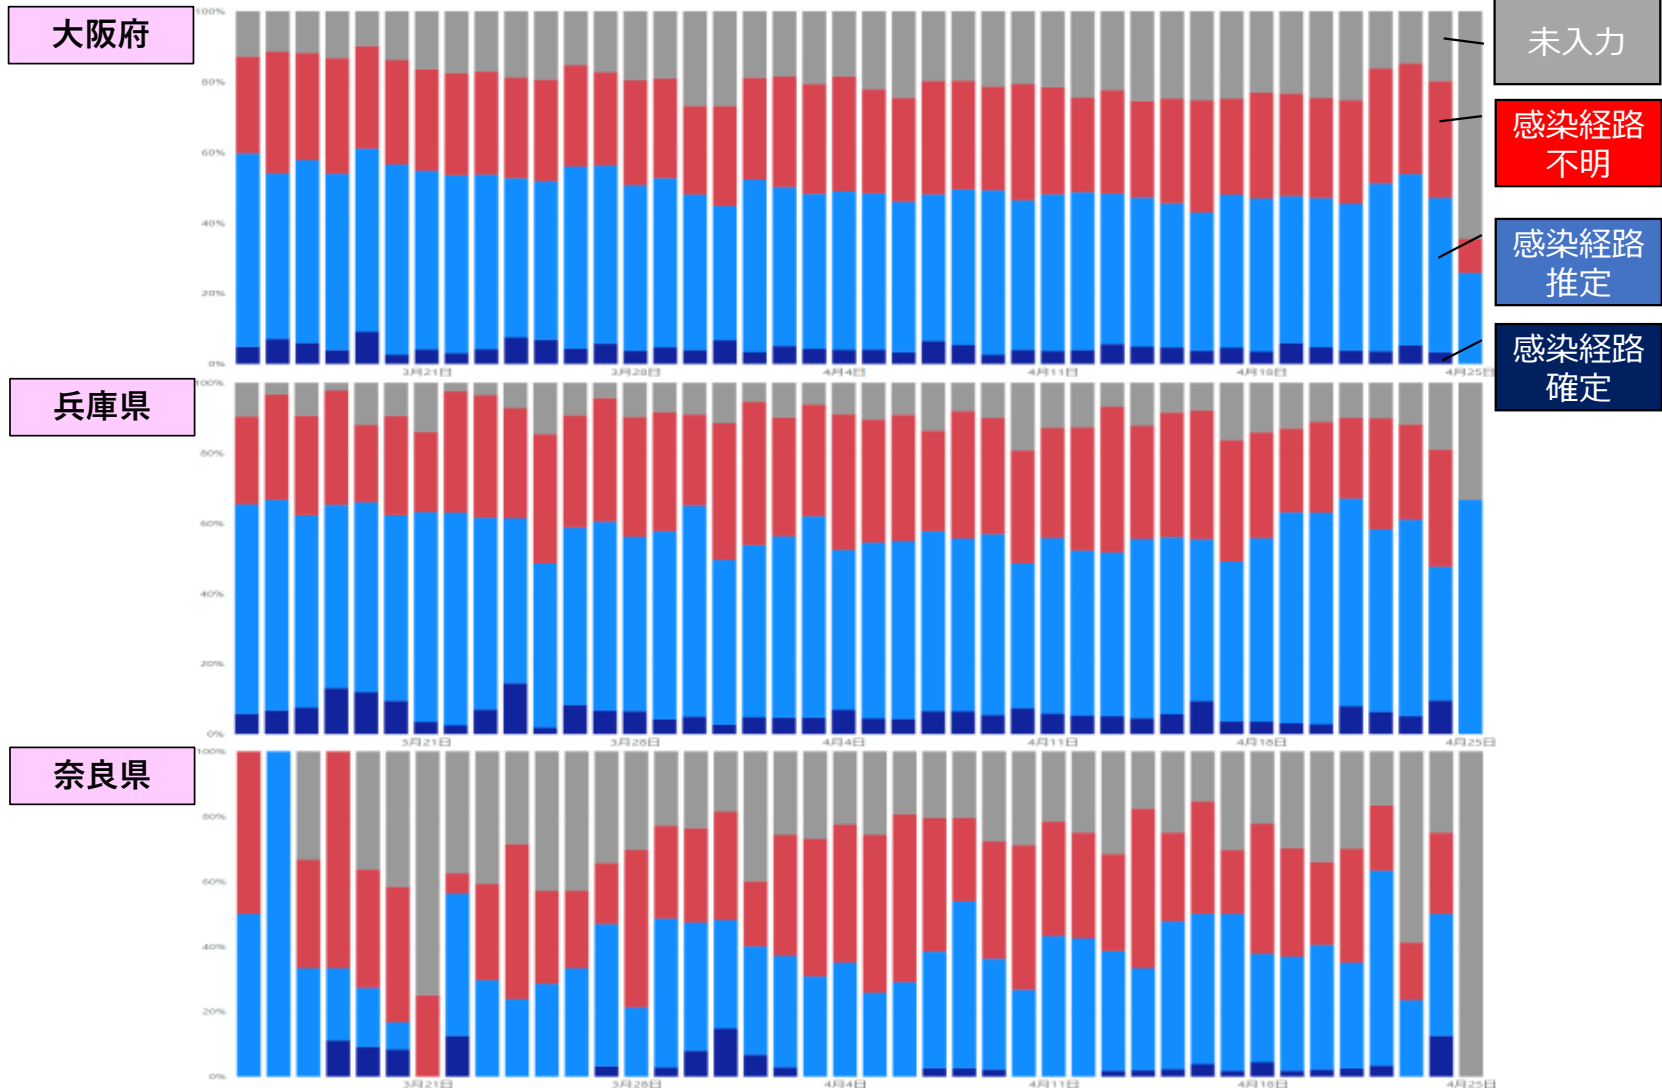 大阪府
100%
80%
60%
40%
20%
0%
3月21日
3月28日
4月4日
4月11日
4月18日
4月25日
未入力
感染経路
不明
感染経路
推定
感染経路
確定
兵庫県
100%
80%
60%
40%
20%
0%
3月21日
3月28日
4月4日
4月11日
4月18日
4月25日
奈良県
100%
80%
60%
40%
20%
0%
3月21日
3月28日
4月4日
4月11日
4月18日
4月25日